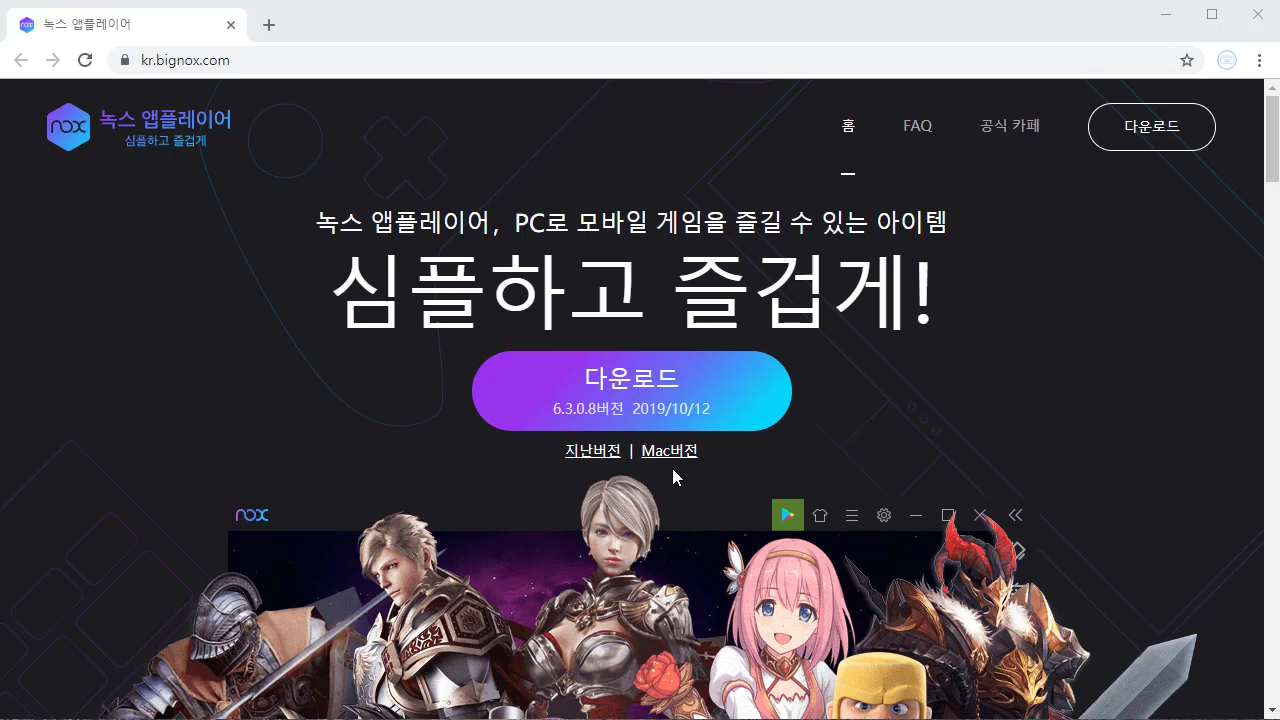 녹스 앱플레이어
kr.bignox.com
nox 녹스 앱플레이어
심플하고 즐겁게
홈 FAQ 공식 카페 다운로드
녹스 앱플레이어, PC로 모바일 게임을 즐길 수 있는 아이템
심플하고 즐겁게!
다운로드
6.3.0.8버전 2019/10/12
지난버전 | Mac버전
nox